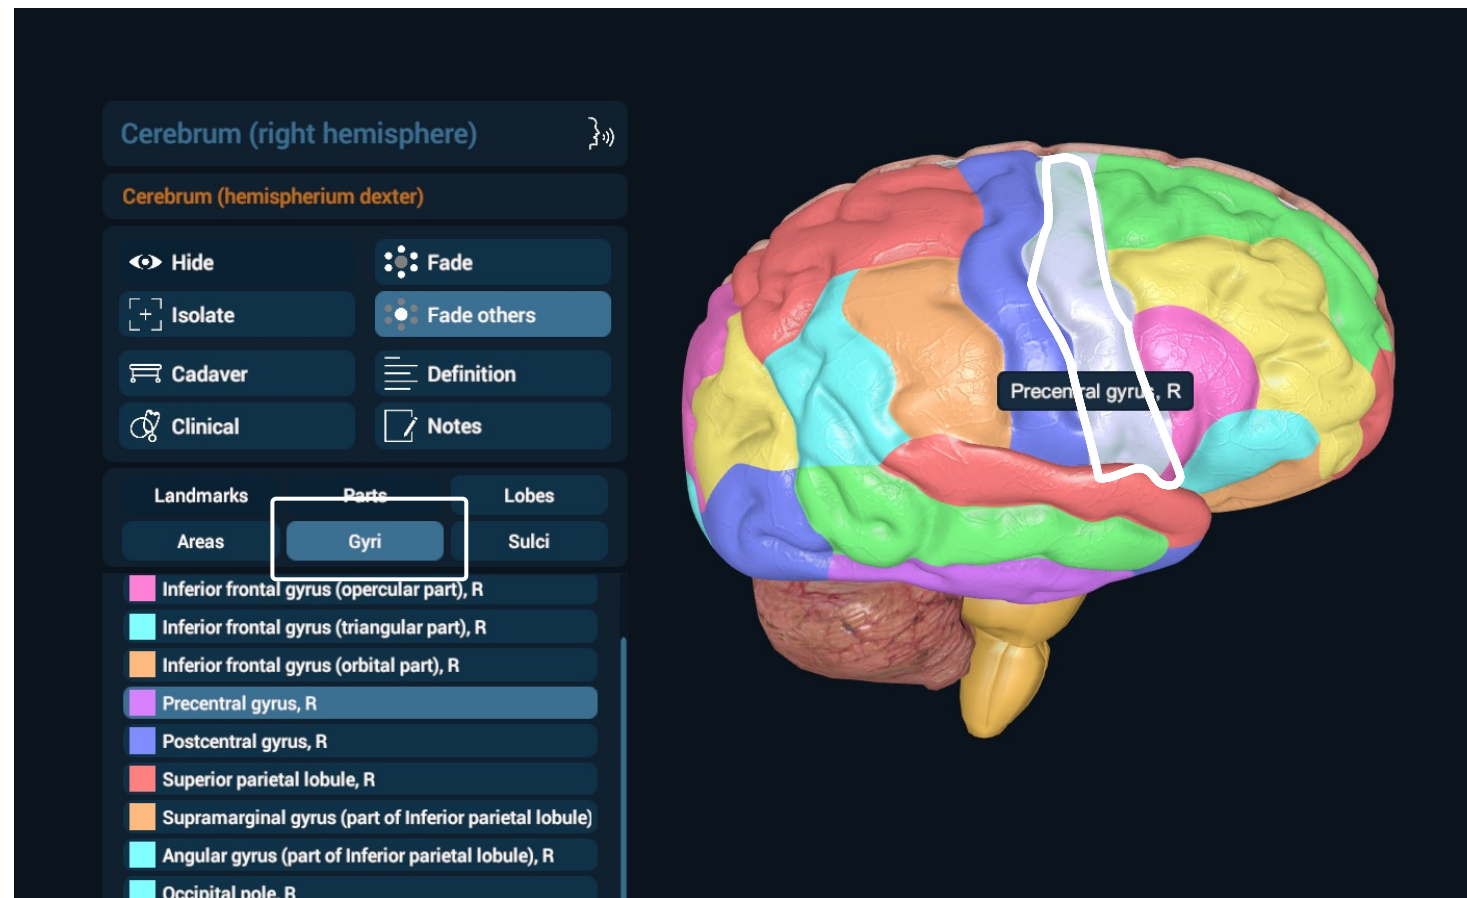 Cerebrum (right hemisphere)
Cerebrum (hemispherium dexter)
Hide
Fade
Isolate
Fade others
Cadaver
Definition
Clinical
Notes
Landmarks
Parts
Lobes
Areas
Gyri
Sulci
Inferior frontal gyrus (opercular part), R
Inferior frontal gyrus (triangular part), R
Inferior frontal gyrus (orbital part), R
Precentral gyrus, R
Postcentral gyrus, R
Superior parietal lobule, R
Supramarginal gyrus (part of Inferior parietal lobule)
Angular gyrus (part of Inferior parietal lobule), R
Occipital pole, R
Precentral gyrus, R